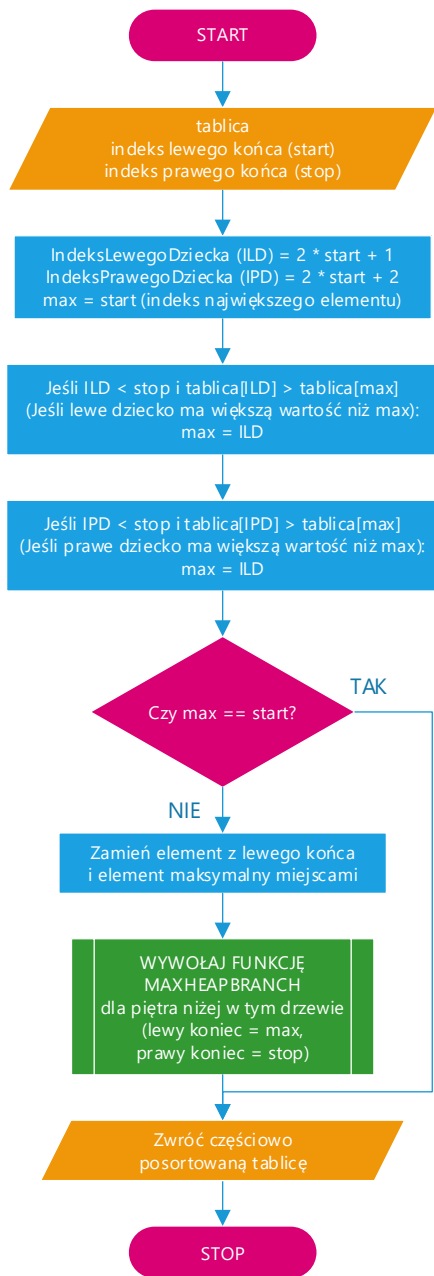 START
tablica
indeks lewego końca (start)
indeks prawego końca (stop)
IndeksLewegoDziecka (ILD) = 2 * start + 1
IndeksPrawegoDziecka (IPD) = 2 * start + 2
max = start (indeks największego elementu)
Jeśli ILD < stop i tablica[ILD] > tablica[max]
(Jeśli lewe dziecko ma większą wartość niż max):
max = ILD
Jeśli IPD < stop i tablica[IPD] > tablica[max]
(Jeśli prawe dziecko ma większą wartość niż max):
max = ILD
Czy max == start?
TAK
NIE
Zamień element z lewego końca
i element maksymalny miejscami
WYWOŁAJ FUNKCJĘ
MAXHEAPBRANCH
dla piętra niżej w tym drzewie
(lewy koniec = max,
prawy koniec = stop)
Zwróć częściowo
posortowaną tablicę
STOP